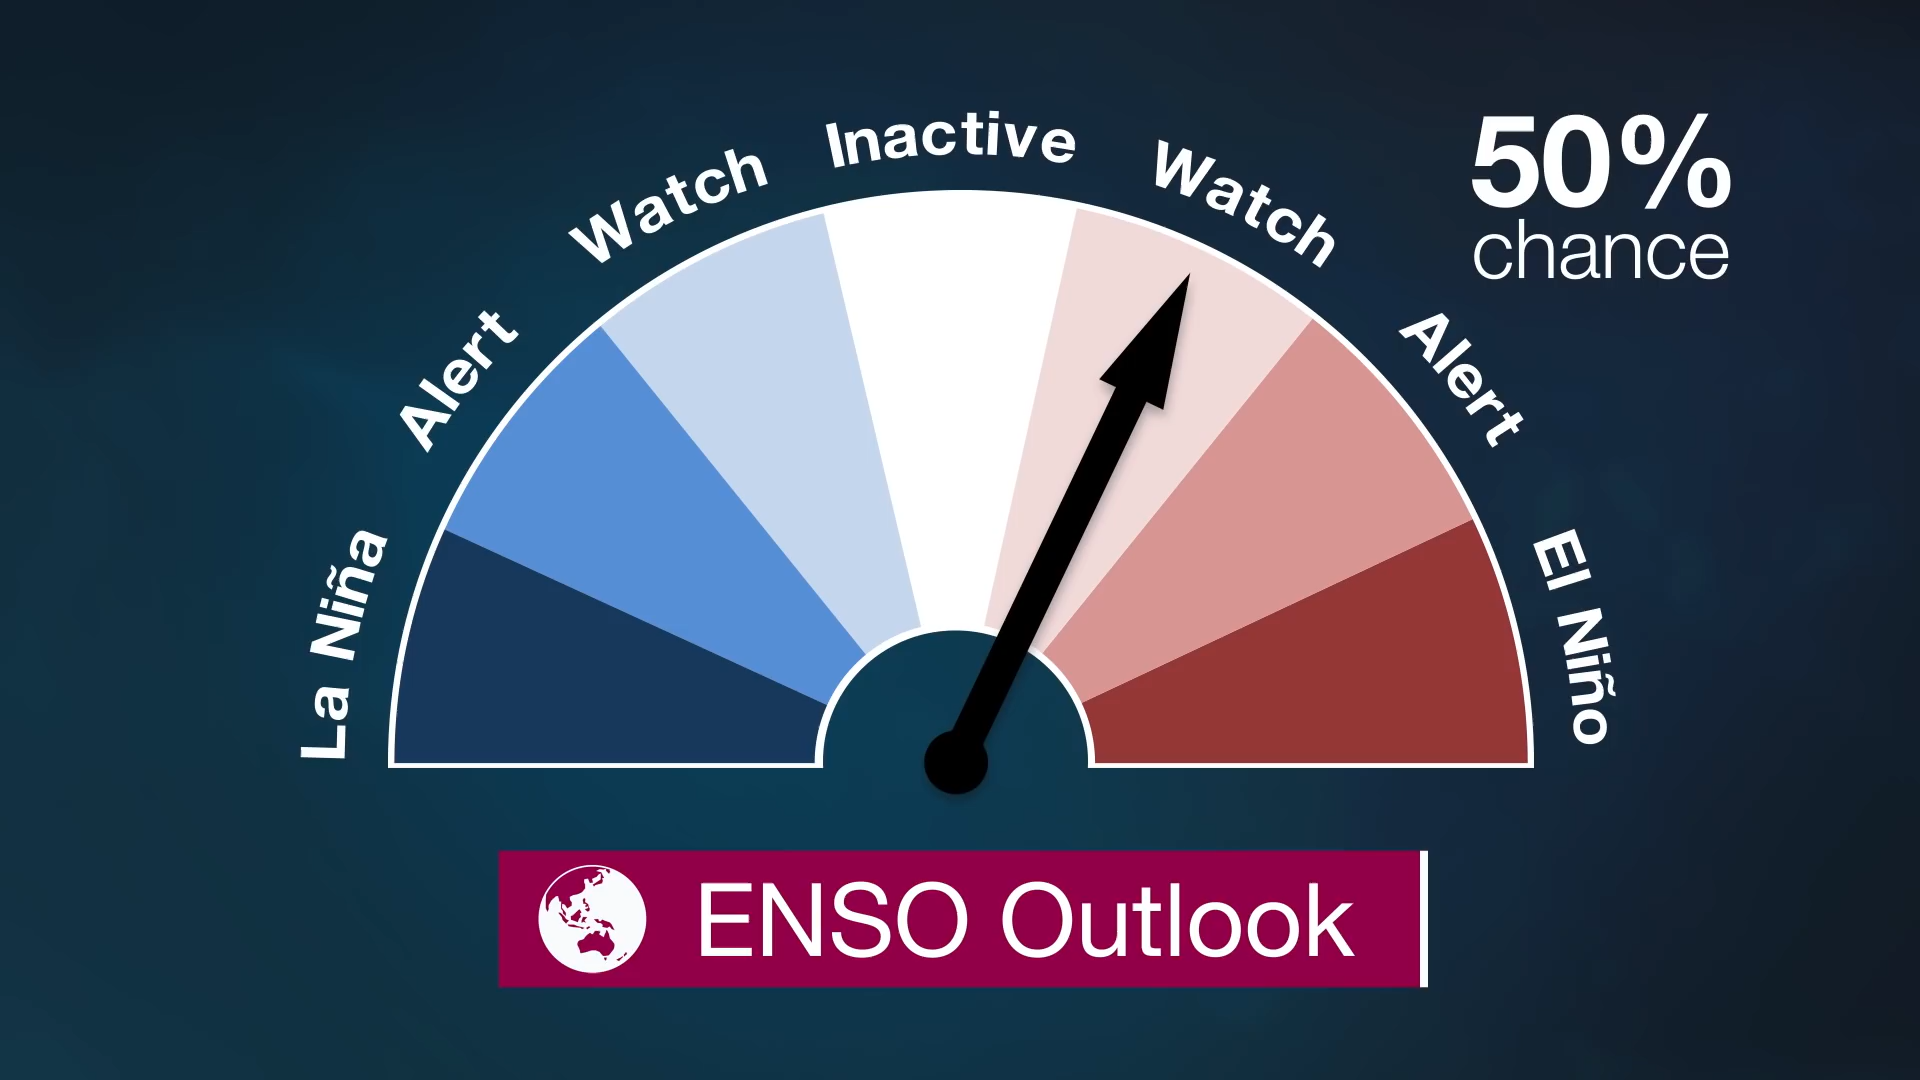 La Niña
Alert
Watch
Inactive
Watch
Alert
El Niño
50%
chance
ENSO Outlook